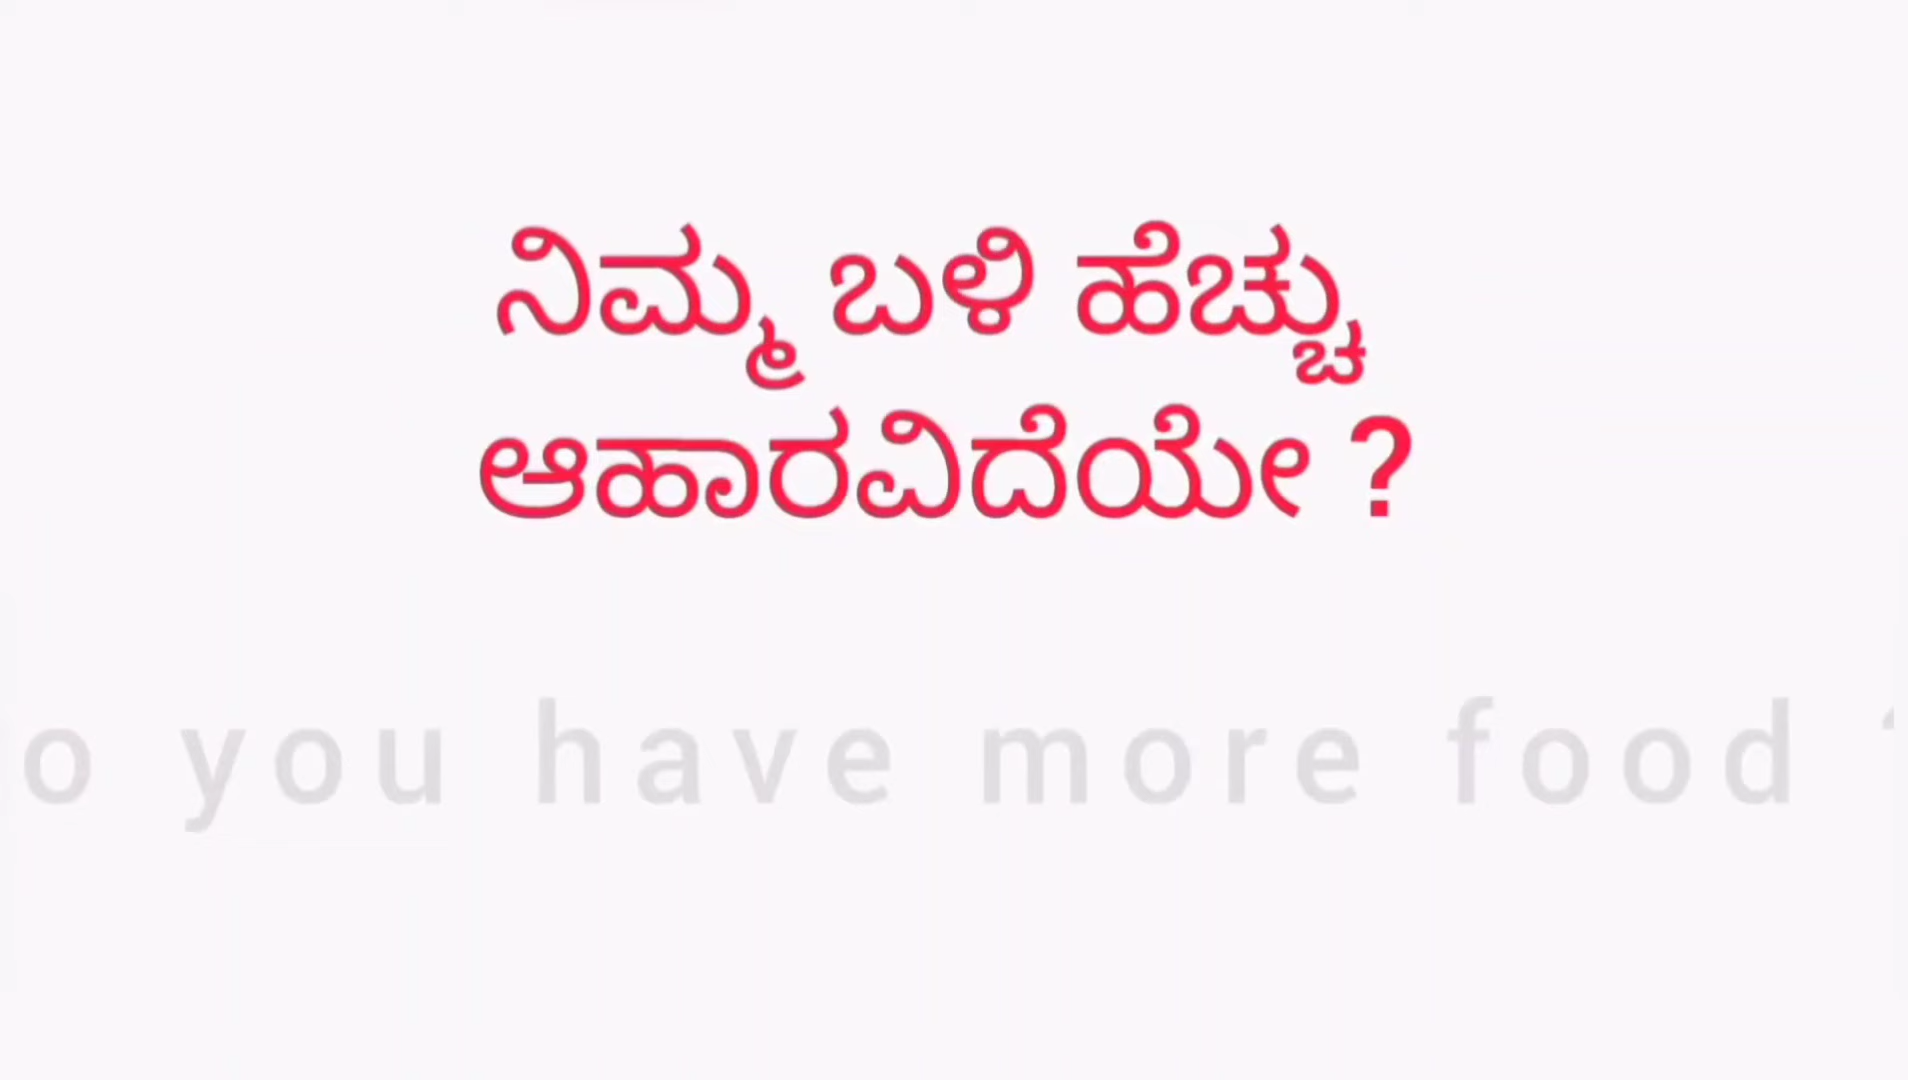 ನಿಮ್ಮ ಬಳಿ ಹೆಚ್ಚು
ಆಹಾರವಿದೆಯೇ ?
o you have more food ?